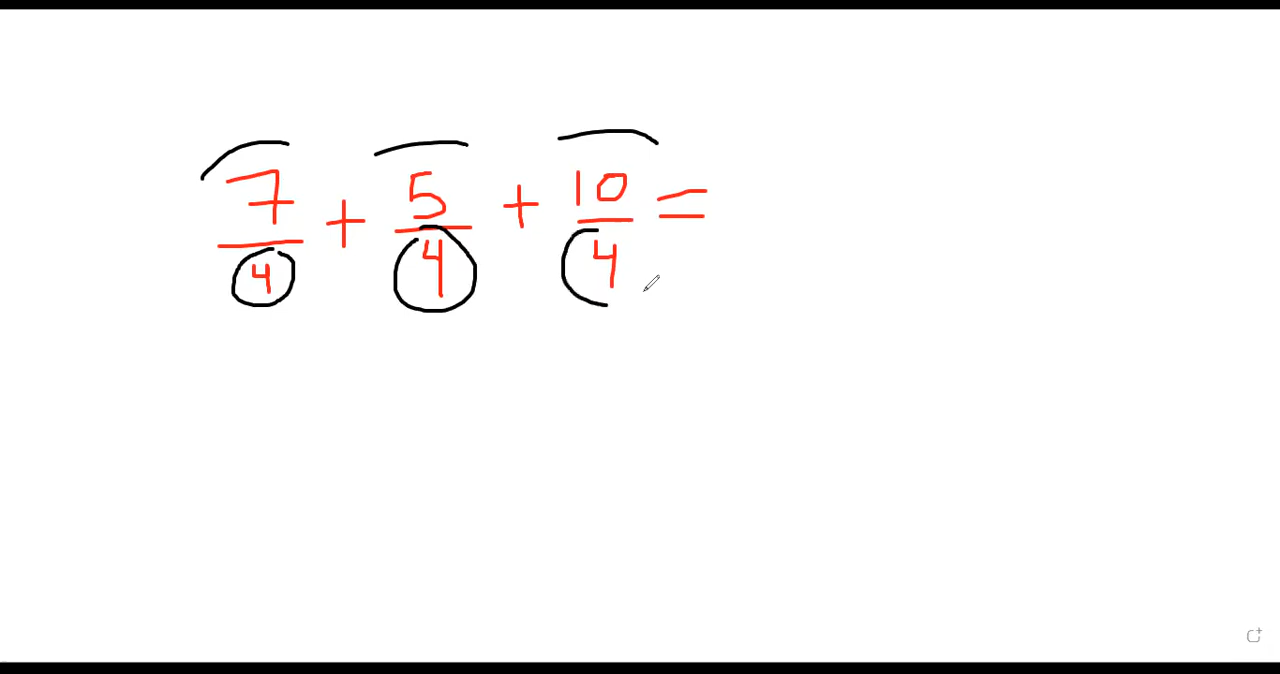 7/4 + 5/4 + 10/4 =